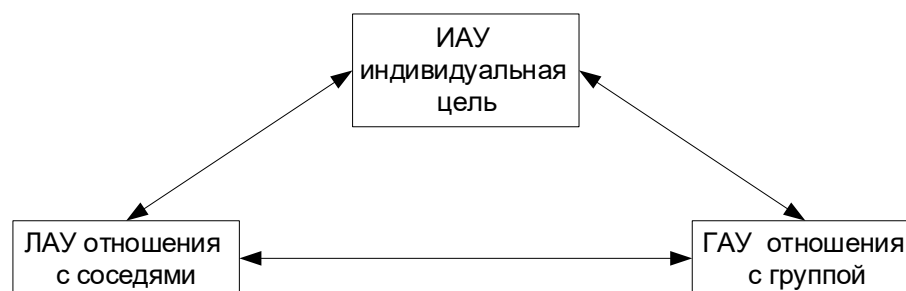 ИАУ
индивидуальная
цель
ЛАУ отношения
с соседями
ГАУ отношения
с группой